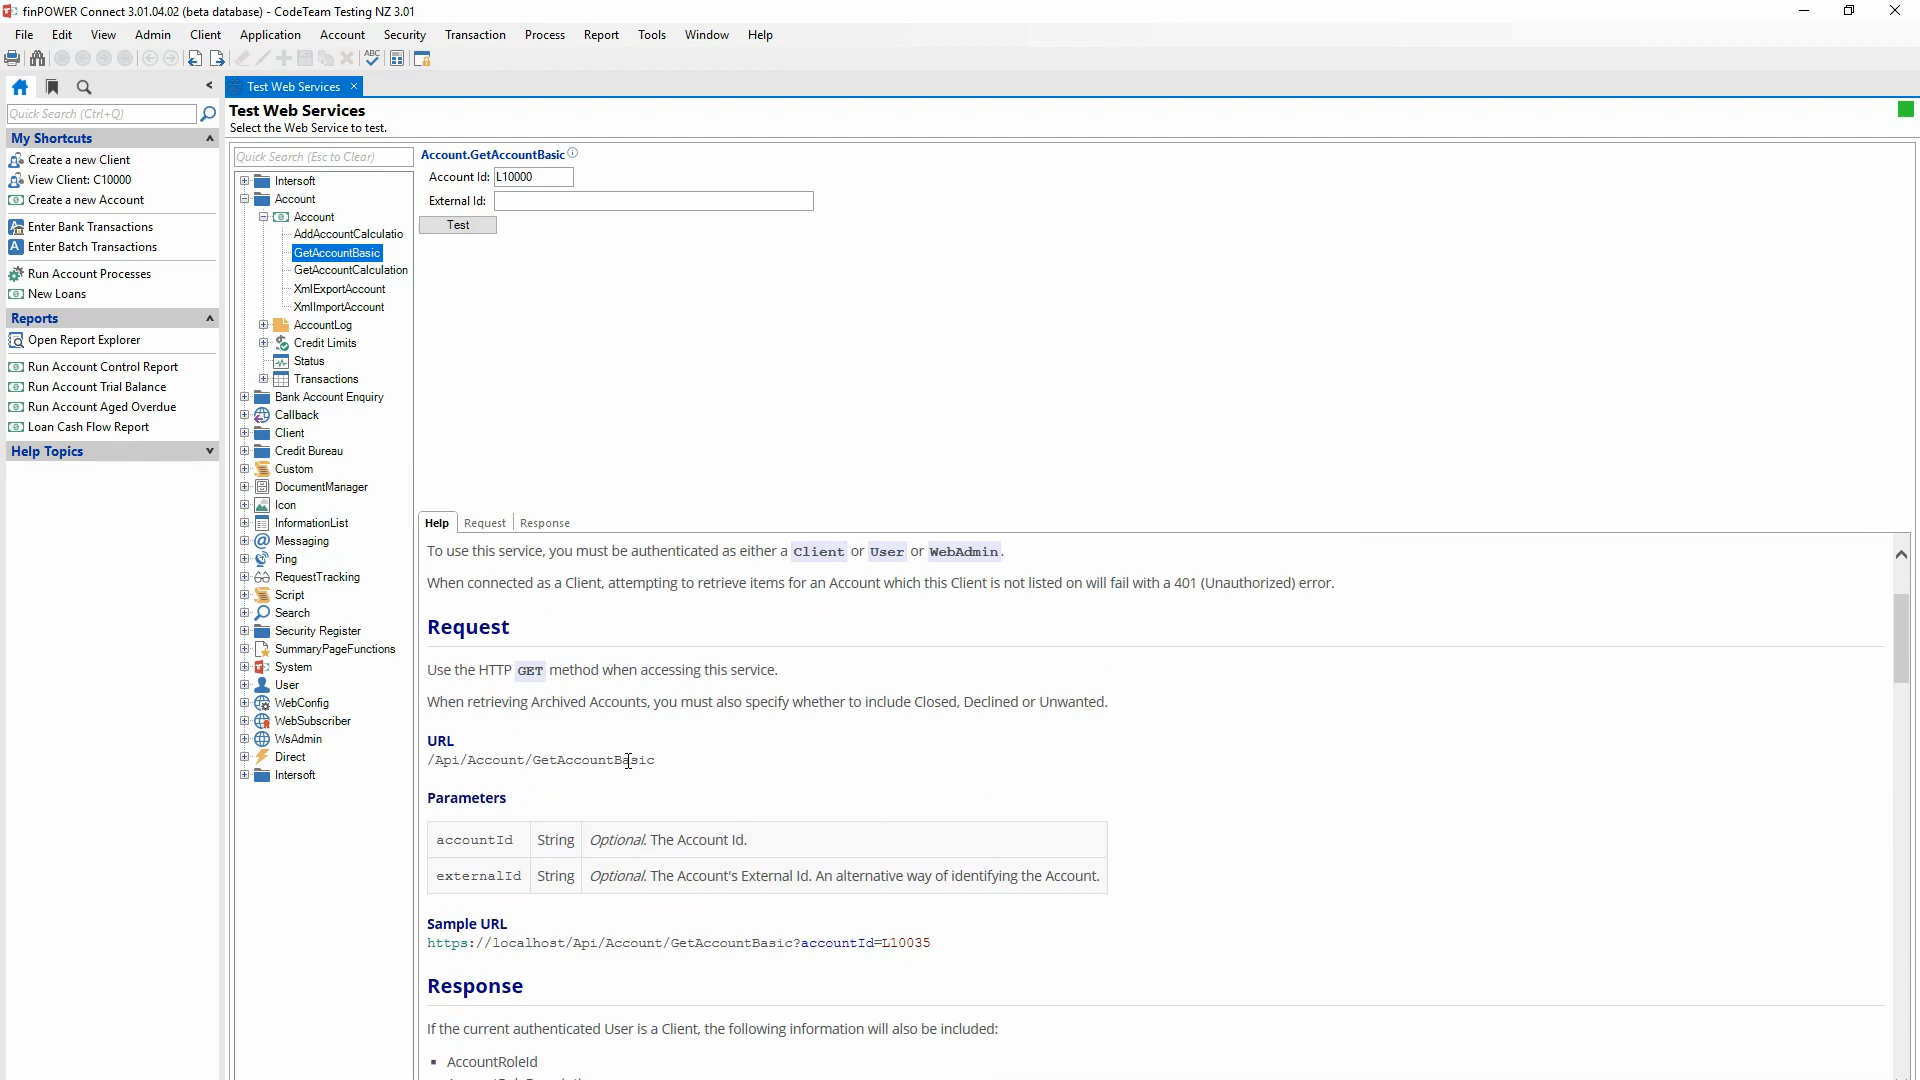 finPOWER Connect 3.01.04.02 (beta database) - CodeTeam Testing NZ 3.01
File Edit View Admin Client Application Account Security Transaction Process Report Tools Window Help
Test Web Services
Quick Search (Ctrl+Q)
My Shortcuts
Create a new Client
View Client: C10000
Create a new Account
Enter Bank Transactions
Enter Batch Transactions
Run Account Processes
New Loans
Reports
Open Report Explorer
Run Account Control Report
Run Account Trial Balance
Run Account Aged Overdue
Loan Cash Flow Report
Help Topics
Test Web Services
Select the Web Service to test.
Quick Search (Esc to Clear)
Intersoft
Account
Account
AddAccountCalculatio
GetAccountBasic
GetAccountCalculation
XmlExportAccount
XmlImportAccount
AccountLog
Credit Limits
Status
Transactions
Bank Account Enquiry
Callback
Client
Credit Bureau
Custom
DocumentManager
Icon
InformationList
Messaging
Ping
RequestTracking
Script
Search
Security Register
SummaryPageFunctions
System
User
WebConfig
WebSubscriber
WsAdmin
Direct
Intersoft
Account.GetAccountBasic
Account Id: L10000
External Id:
Test
Help Request Response
To use this service, you must be authenticated as either a Client or User or WebAdmin.
When connected as a Client, attempting to retrieve items for an Account which this Client is not listed on will fail with a 401 (Unauthorized) error.
Request
Use the HTTP GET method when accessing this service.
When retrieving Archived Accounts, you must also specify whether to include Closed, Declined or Unwanted.
URL
/Api/Account/GetAccountBasic
Parameters
accountId String Optional. The Account Id.
externalId String Optional. The Account's External Id. An alternative way of identifying the Account.
Sample URL
https://localhost/Api/Account/GetAccountBasic?accountId=L10035
Response
If the current authenticated User is a Client, the following information will also be included:
▪ AccountRoleId